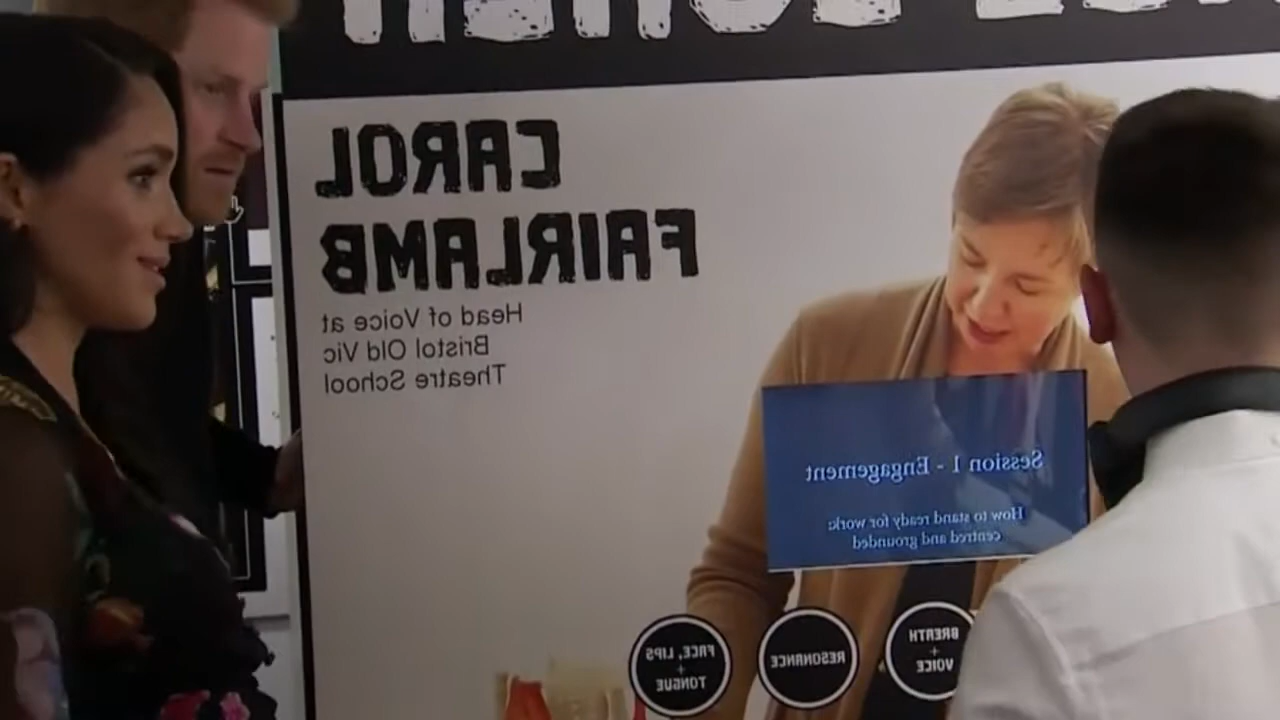 CAROL
FAIRLAMB
Head of Voice at
Bristol Old Vic
Theatre School
Session 1 - Engagement
How to stand ready for work:
centred and grounded
BREATH
+
VOICE
RESONANCE
FACE, LIPS
+
TONGUE